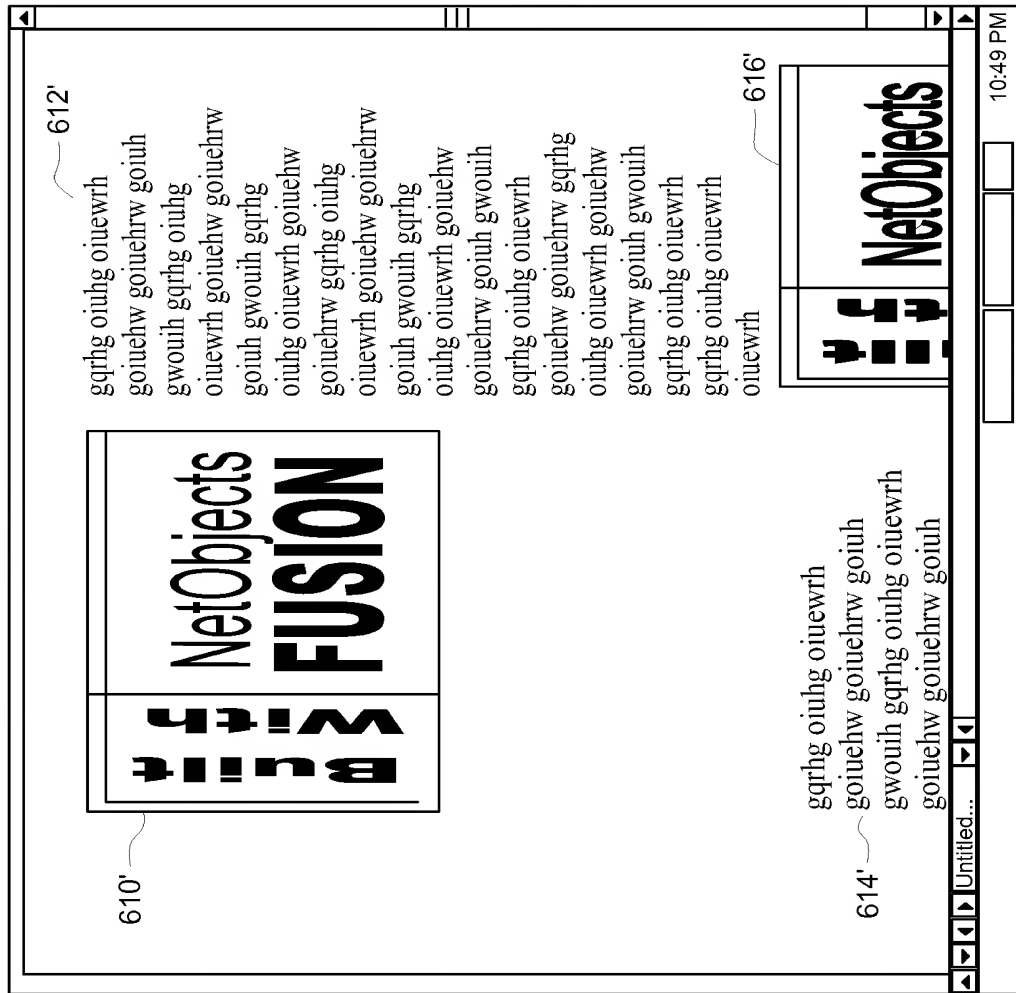 610'
Built
With
NetObjects
FUSION
612'
gqrhg oiuhg oiuewrh
goiuehw goiuehrw goiuh
gwouih gqrhg oiuhg
oiuewrh goiuehw goiuehrw
goiuh gwouih gqrhg
oiuhg oiuewrh goiuehw
goiuehrw gqrhg oiuhg
oiuewrh goiuehw goiuehrw
goiuh gwouih gqrhg
oiuhg oiuewrh goiuehw
goiuehrw goiuh gwouih
gqrhg oiuhg oiuewrh
goiuehw goiuehrw gqrhg
oiuhg oiuewrh goiuehw
goiuehrw goiuh gwouih
gqrhg oiuhg oiuewrh
gqrhg oiuhg oiuewrh
oiuewrh
614'
gqrhg oiuhg oiuewrh
goiuehw goiuehrw goiuh
gwouih gqrhg oiuhg oiuewrh
goiuehw goiuehrw goiuh
616'
NetObjects
Untitled...
10:49 PM